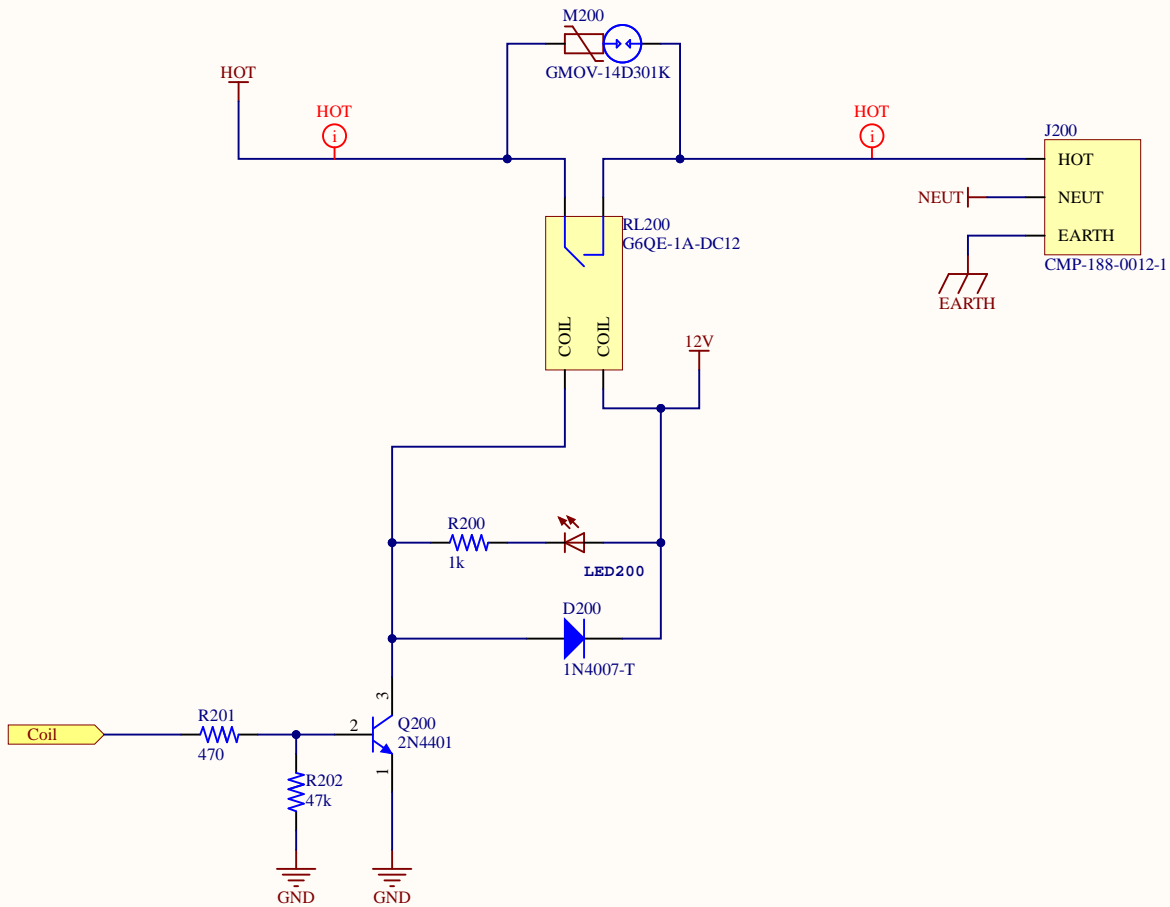 M200
GMOV-14D301K
HOT
HOT
i
HOT
i
J200
HOT
NEUT
NEUT
EARTH
CMP-188-0012-1
EARTH
RL200
G6QE-1A-DC12
COIL
COIL
12V
R200
1k
LED200
D200
1N4007-T
3
Coil
R201
470
2
Q200
2N4401
1
R202
47k
GND
GND